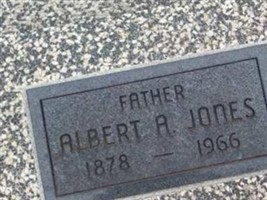 FATHER
ALBERT A. JONES
1878 — 1966